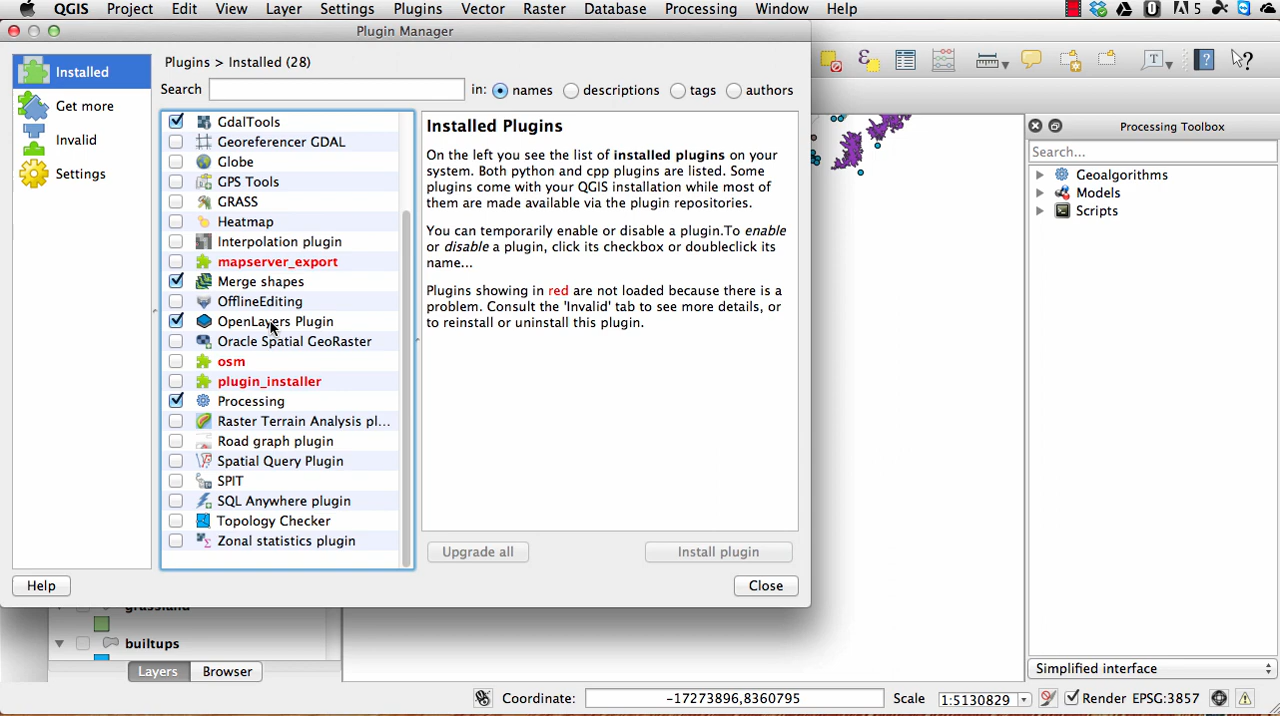 QGIS Project Edit View Layer Settings Plugins Vector Raster Database Processing Window Help 5
Plugin Manager
Installed
Get more
Invalid
Settings
Plugins > Installed (28)
Search in: names descriptions tags authors
GdalTools
Georeferencer GDAL
Globe
GPS Tools
GRASS
Heatmap
Interpolation plugin
mapserver_export
Merge shapes
OfflineEditing
OpenLayers Plugin
Oracle Spatial GeoRaster
osm
plugin_installer
Processing
Raster Terrain Analysis pl...
Road graph plugin
Spatial Query Plugin
SPIT
SQL Anywhere plugin
Topology Checker
Zonal statistics plugin
Installed Plugins
On the left you see the list of installed plugins on your
system. Both python and cpp plugins are listed. Some
plugins come with your QGIS installation while most of
them are made available via the plugin repositories.
You can temporarily enable or disable a plugin.To enable
or disable a plugin, click its checkbox or doubleclick its
name...
Plugins showing in red are not loaded because there is a
problem. Consult the 'Invalid' tab to see more details, or
to reinstall or uninstall this plugin.
Upgrade all Install plugin
Help Close
Processing Toolbox
Search...
Geoalgorithms
Models
Scripts
Simplified interface
grassland
builtups
Layers Browser
Coordinate: -17273896,8360795 Scale 1:5130829 Render EPSG:3857